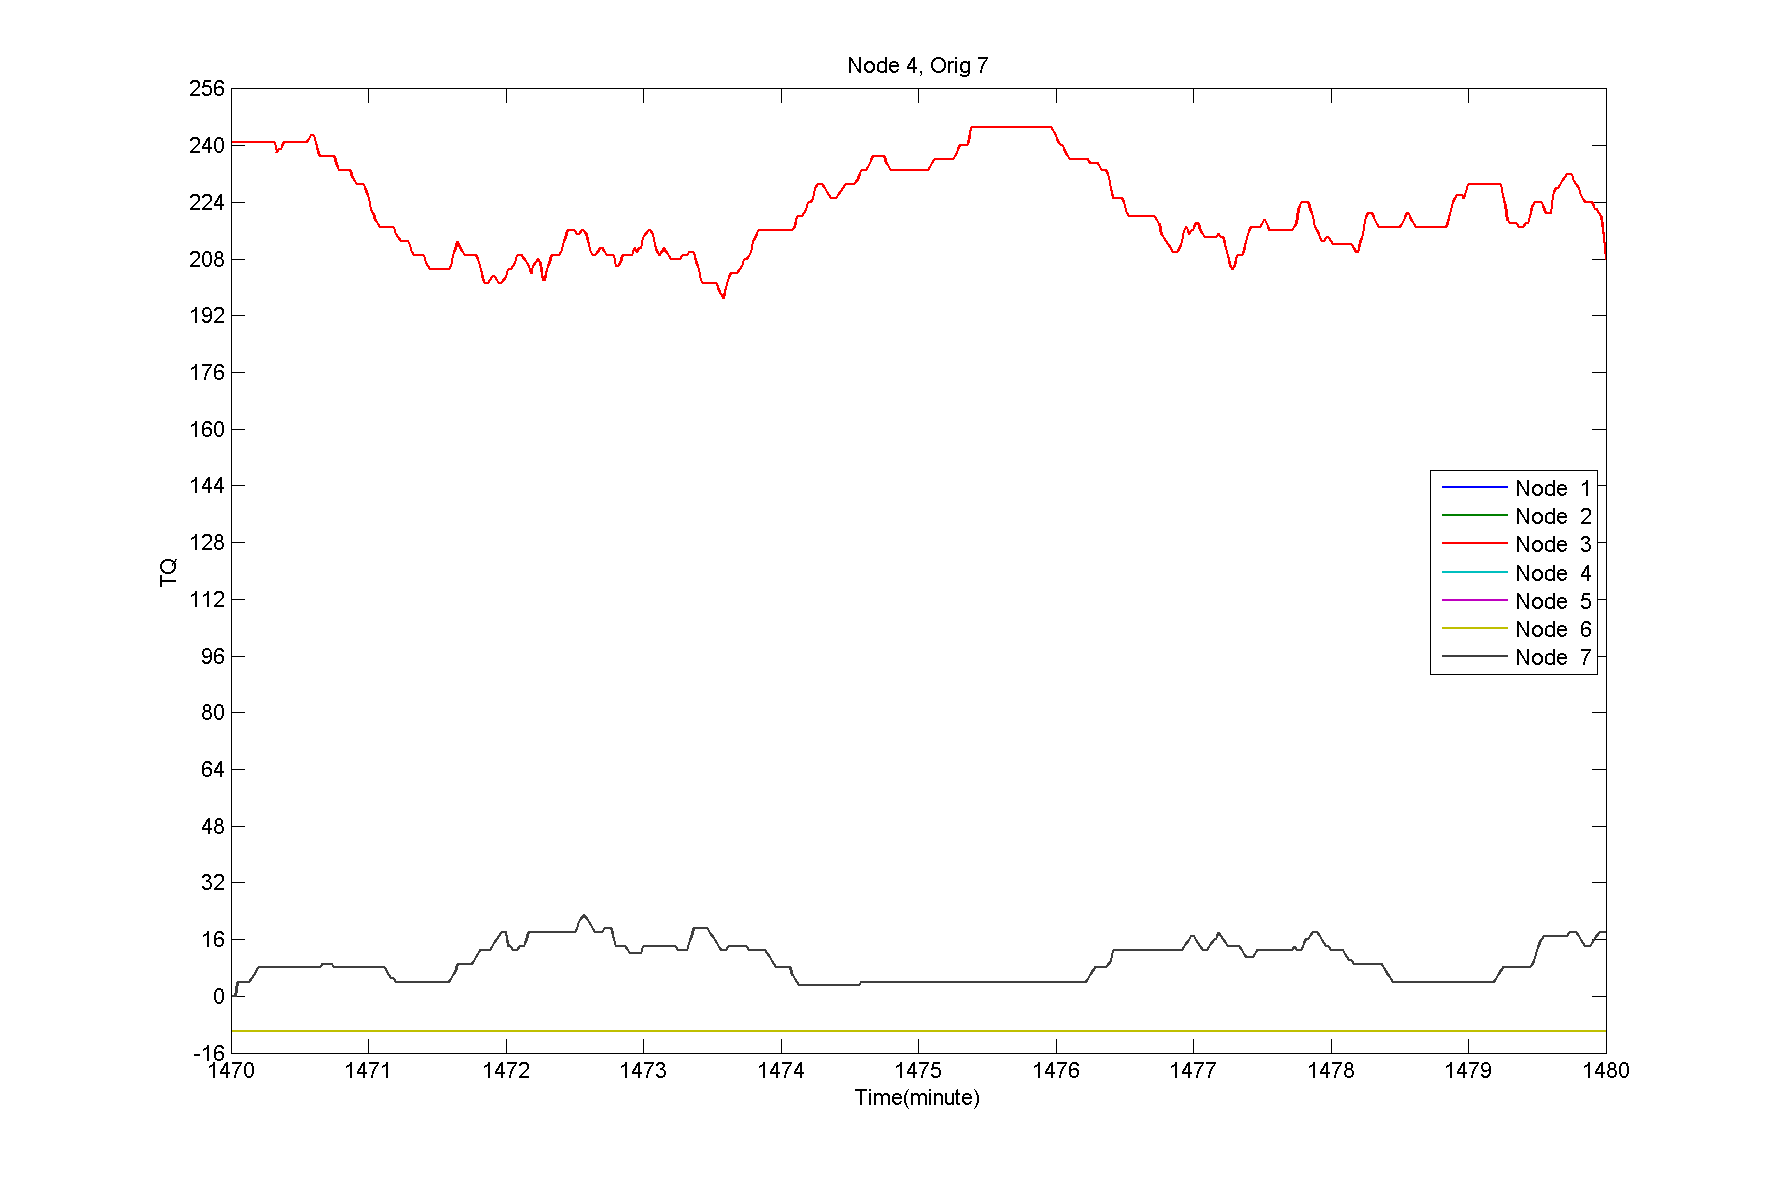 Node 4, Orig 7
256
240
224
208
192
176
160
144
128
112
96
80
64
48
32
16
0
-16
TQ
Node 1
Node 2
Node 3
Node 4
Node 5
Node 6
Node 7
1470 1471 1472 1473 1474 1475 1476 1477 1478 1479 1480
Time(minute)